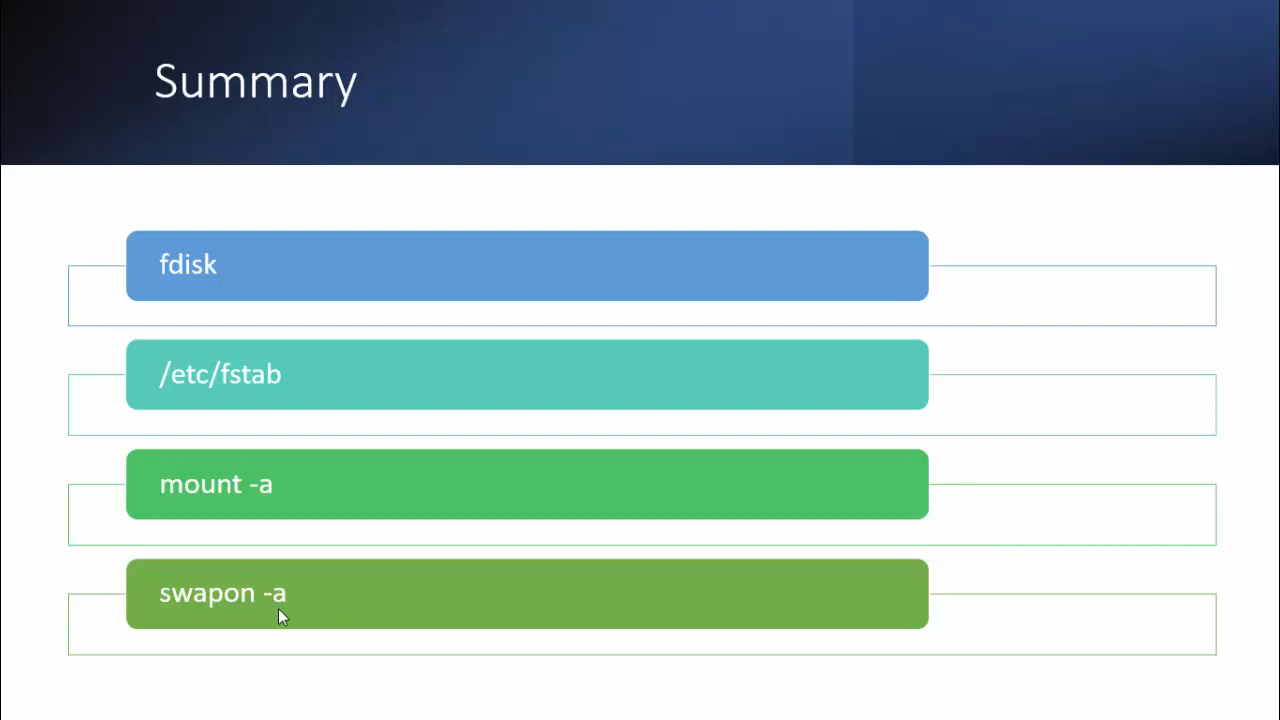 Summary
fdisk
/etc/fstab
mount -a
swapon -a